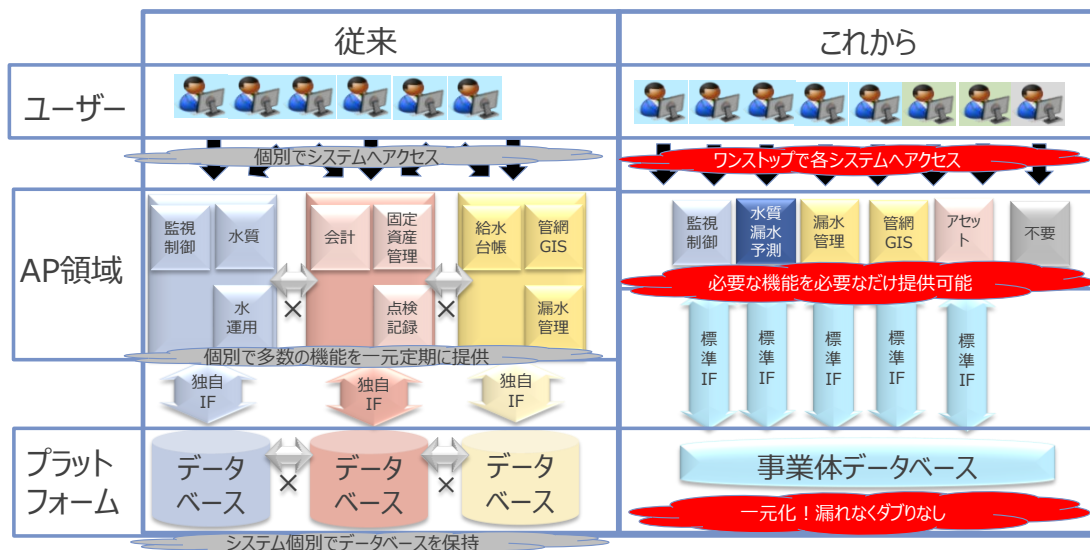 従来
これから
ユーザー
個別でシステムへアクセス
ワンストップで各システムへアクセス
AP領域
監視
制御
水質
水
運用
会計
固定
資産
管理
点検
記録
給水
台帳
管網
GIS
漏水
管理
×
×
個別で多数の機能を一元定期に提供
監視
制御
水質
漏水
予測
漏水
管理
管網
GIS
アセッ
ト
不要
必要な機能を必要なだけ提供可能
独自
IF
独自
IF
独自
IF
標
準
IF
標
準
IF
標
準
IF
標
準
IF
標
準
IF
プラット
フォーム
データ
ベース
×
データ
ベース
×
データ
ベース
システム個別でデータベースを保持
事業体データベース
一元化!漏れなくダブりなし